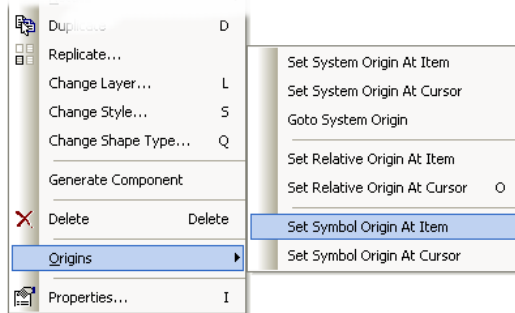 D
Replicate...
Change Layer... L
Change Style... S
Change Shape Type... Q
Generate Component
Delete Delete
Origins
Properties... I
Set System Origin At Item
Set System Origin At Cursor
Goto System Origin
Set Relative Origin At Item
Set Relative Origin At Cursor O
Set Symbol Origin At Item
Set Symbol Origin At Cursor